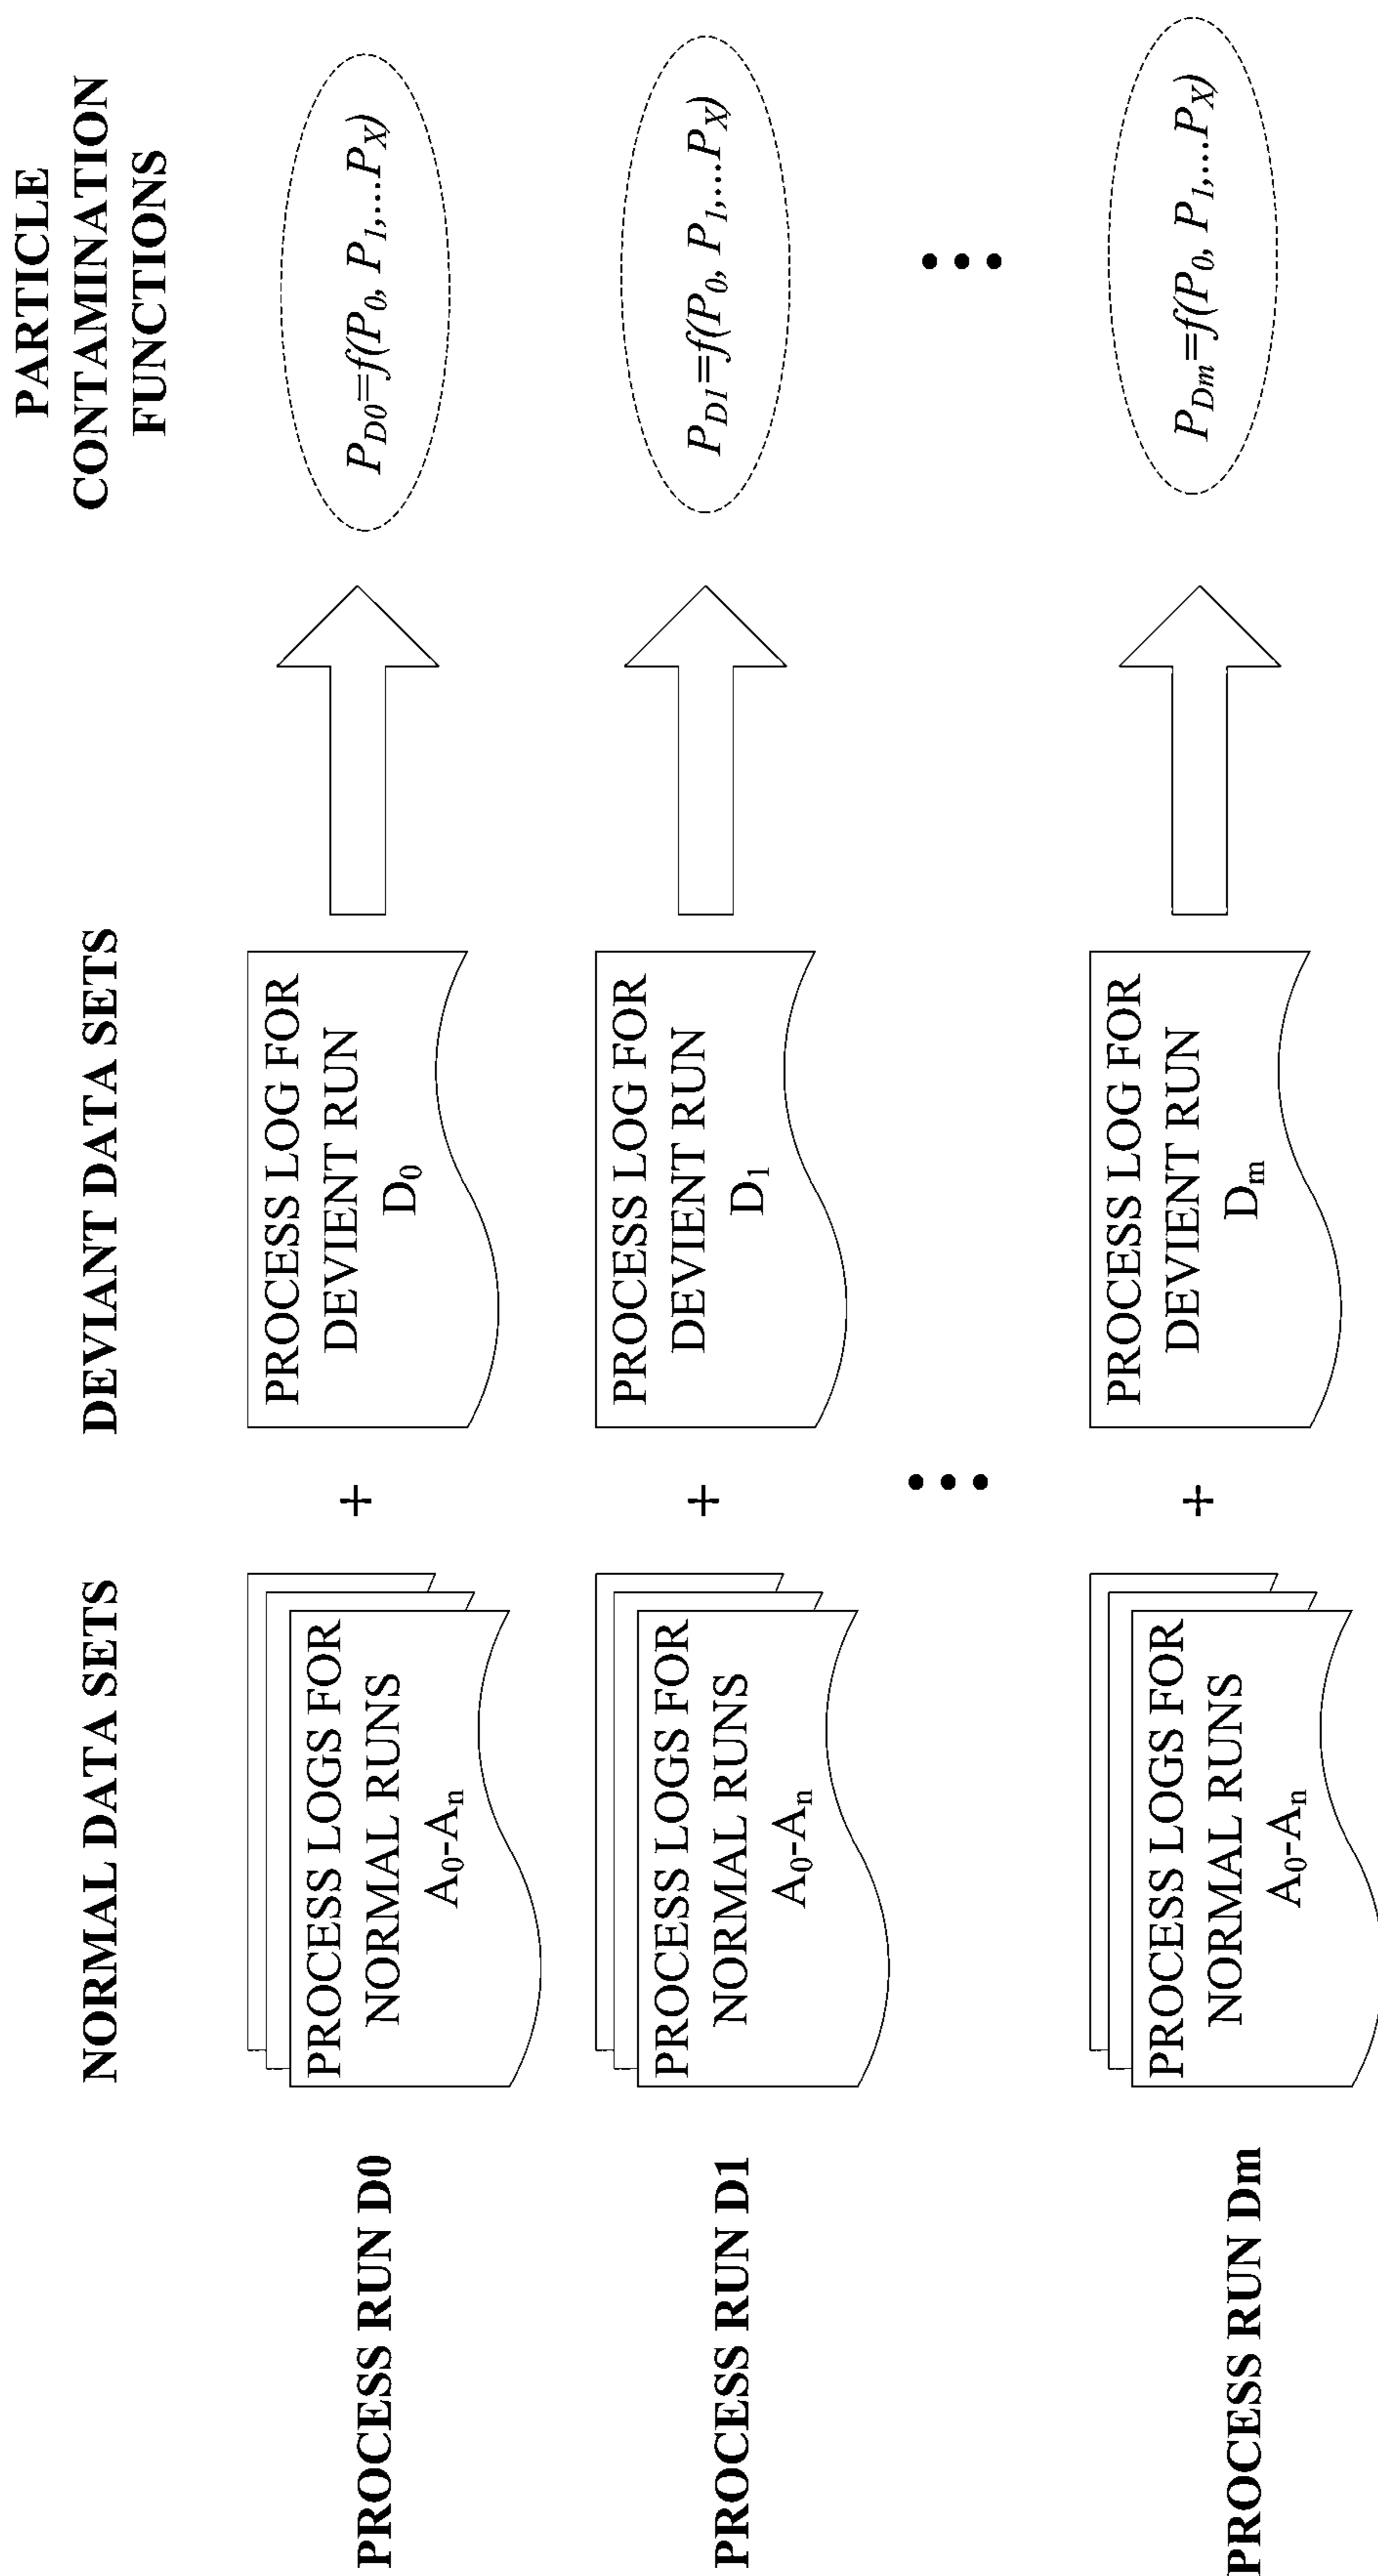 NORMAL DATA SETS
DEVIANT DATA SETS
PARTICLE
CONTAMINATION
FUNCTIONS
PROCESS RUN D0
PROCESS LOGS FOR
NORMAL RUNS
A0-An
+
PROCESS LOG FOR
DEVIENT RUN
D0
PD0=f(P0, P1,....PX)
PROCESS RUN D1
PROCESS LOGS FOR
NORMAL RUNS
A0-An
+
PROCESS LOG FOR
DEVIENT RUN
D1
PD1=f(P0, P1,....PX)
PROCESS RUN Dm
PROCESS LOGS FOR
NORMAL RUNS
A0-An
+
PROCESS LOG FOR
DEVIENT RUN
Dm
PDm=f(P0, P1,...PX)